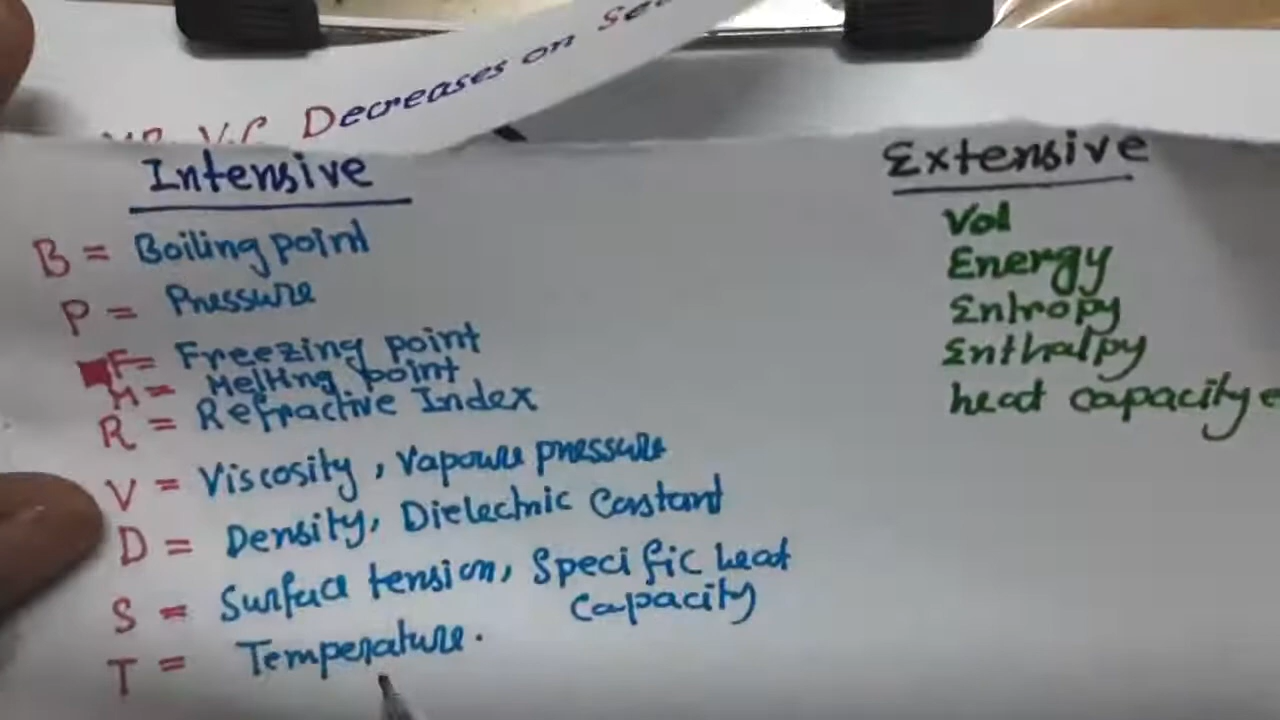 Decreases on
Intensive
B = Boiling point
P = Pressure
F = Freezing point
M = Melting point
R = Refractive Index
V = Viscosity, Vapoure pressure
D = Density, Dielectric Constant
S = Surface tension, Specific heat
capacity
T = Temperature.
Extensive
Vol
Energy
Entropy
Enthalpy
heat capacity